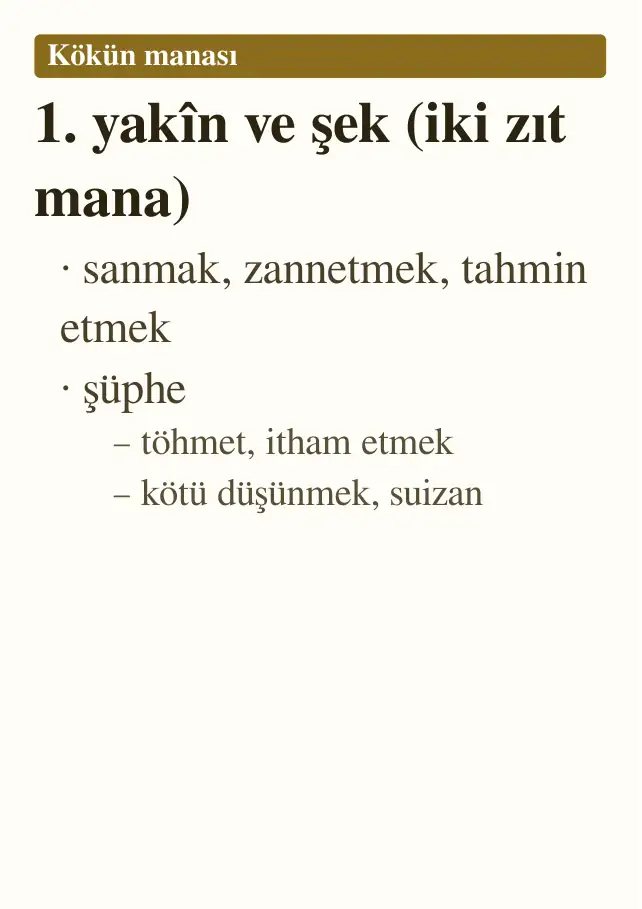 Kökün manası
1. yakîn ve şek (iki zıt
mana)
· sanmak, zannetmek, tahmin
etmek
· şüphe
– töhmet, itham etmek
– kötü düşünmek, suizan